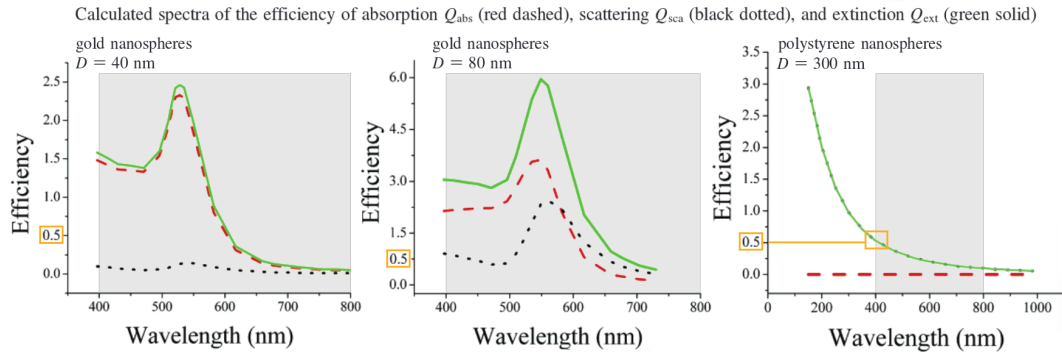 Calculated spectra of the efficiency of absorption Qabs (red dashed), scattering Qsca (black dotted), and extinction Qext (green solid)
gold nanospheres
D = 40 nm
2.5
2.0
1.5
1.0
0.5
0.0
Efficiency
400 500 600 700 800
Wavelength (nm)
gold nanospheres
D = 80 nm
6.0
4.5
3.0
1.5
0.5
0.0
Efficiency
400 500 600 700 800
Wavelength (nm)
polystyrene nanospheres
D = 300 nm
3.5
3.0
2.5
2.0
1.5
1.0
0.5
0.0
Efficiency
0 200 400 600 800 1000
Wavelength (nm)